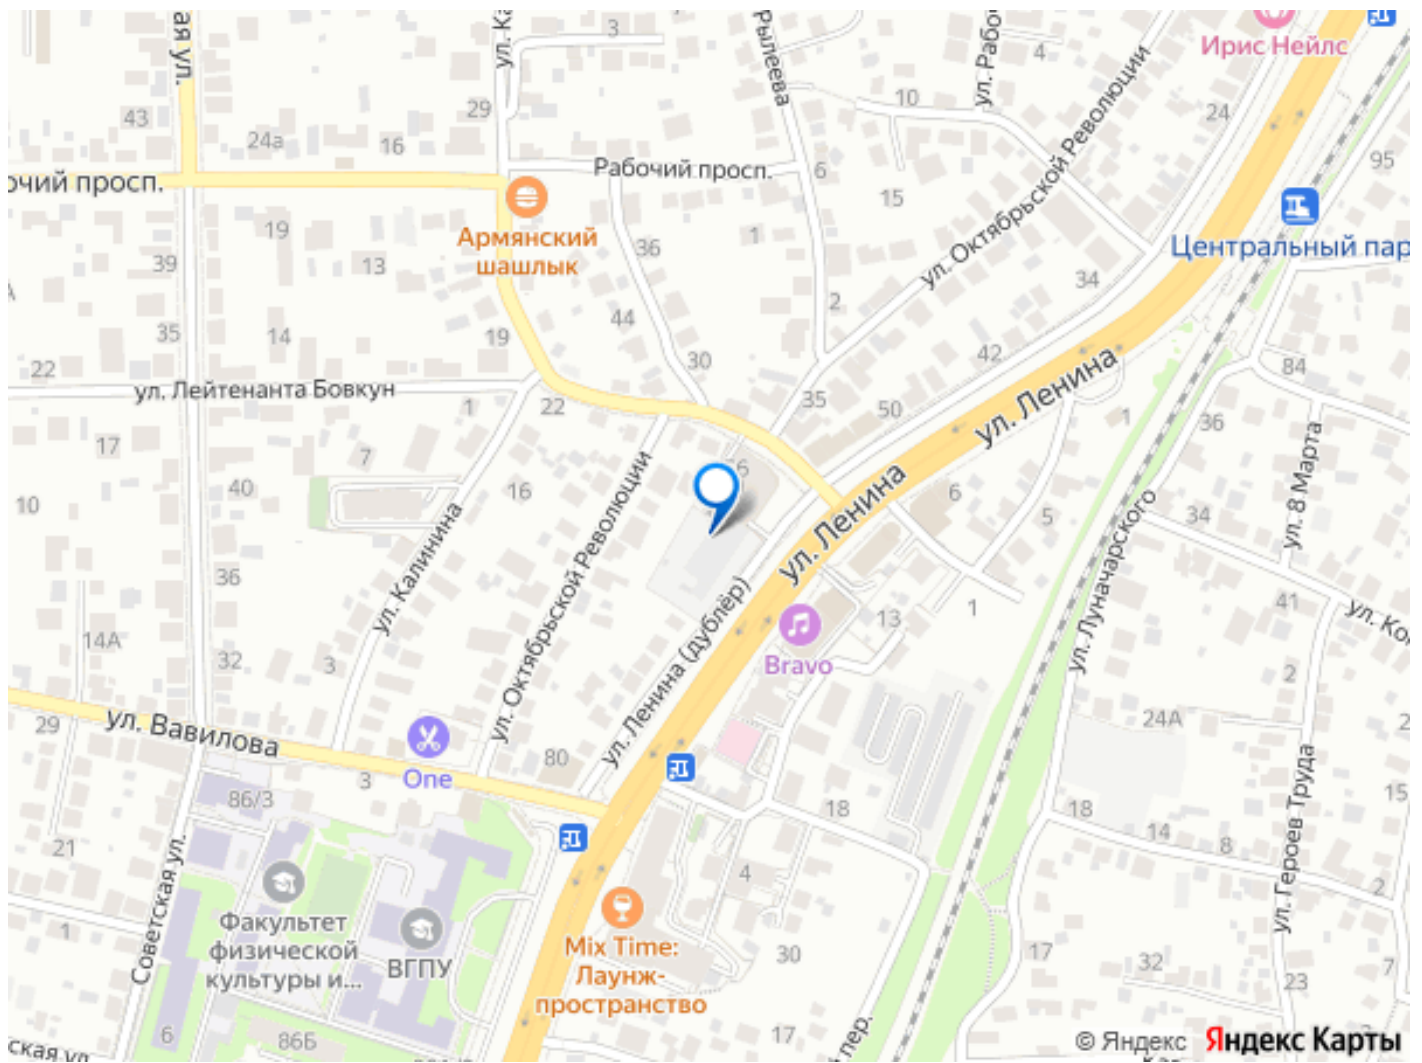 ая ул.
ул. Ка
3
Рылеева
ул. Рабо
4
Ирис Нейлс
43
29
24а
16
10
24
ул. Октябрьской Революции
95
Рабочий просп.
очий просп.
6
15
Армянский
шашлык
19
36
1
Центральный пар
39
13
34
2
35
14
19
44
42
22
30
84
ул. Лейтенанта Бовкун
ул. Ленина
1
22
35
50
1
36
17
7
ул. 8 Марта
40
16
6
10
ул. Октябрьской Революции
ул. Калинина
ул. Ленина
5
34
ул. Луначарского
36
ул. Ленина (дублёр)
41
ул. Ко
14А
13
1
32
3
Bravo
2
29
ул. Вавилова
24А
2
One
80
3
86/3
18
18
14
8
15
ул. Героев Труда
21
Советская ул.
4
2
Факультет
физической
культуры и...
ВГПУ
1
Mix Time:
Лаунж-
пространство
30
17
32
23
7
6
86Б
17
пер.
ская ул.
© Яндекс
Яндекс Карты